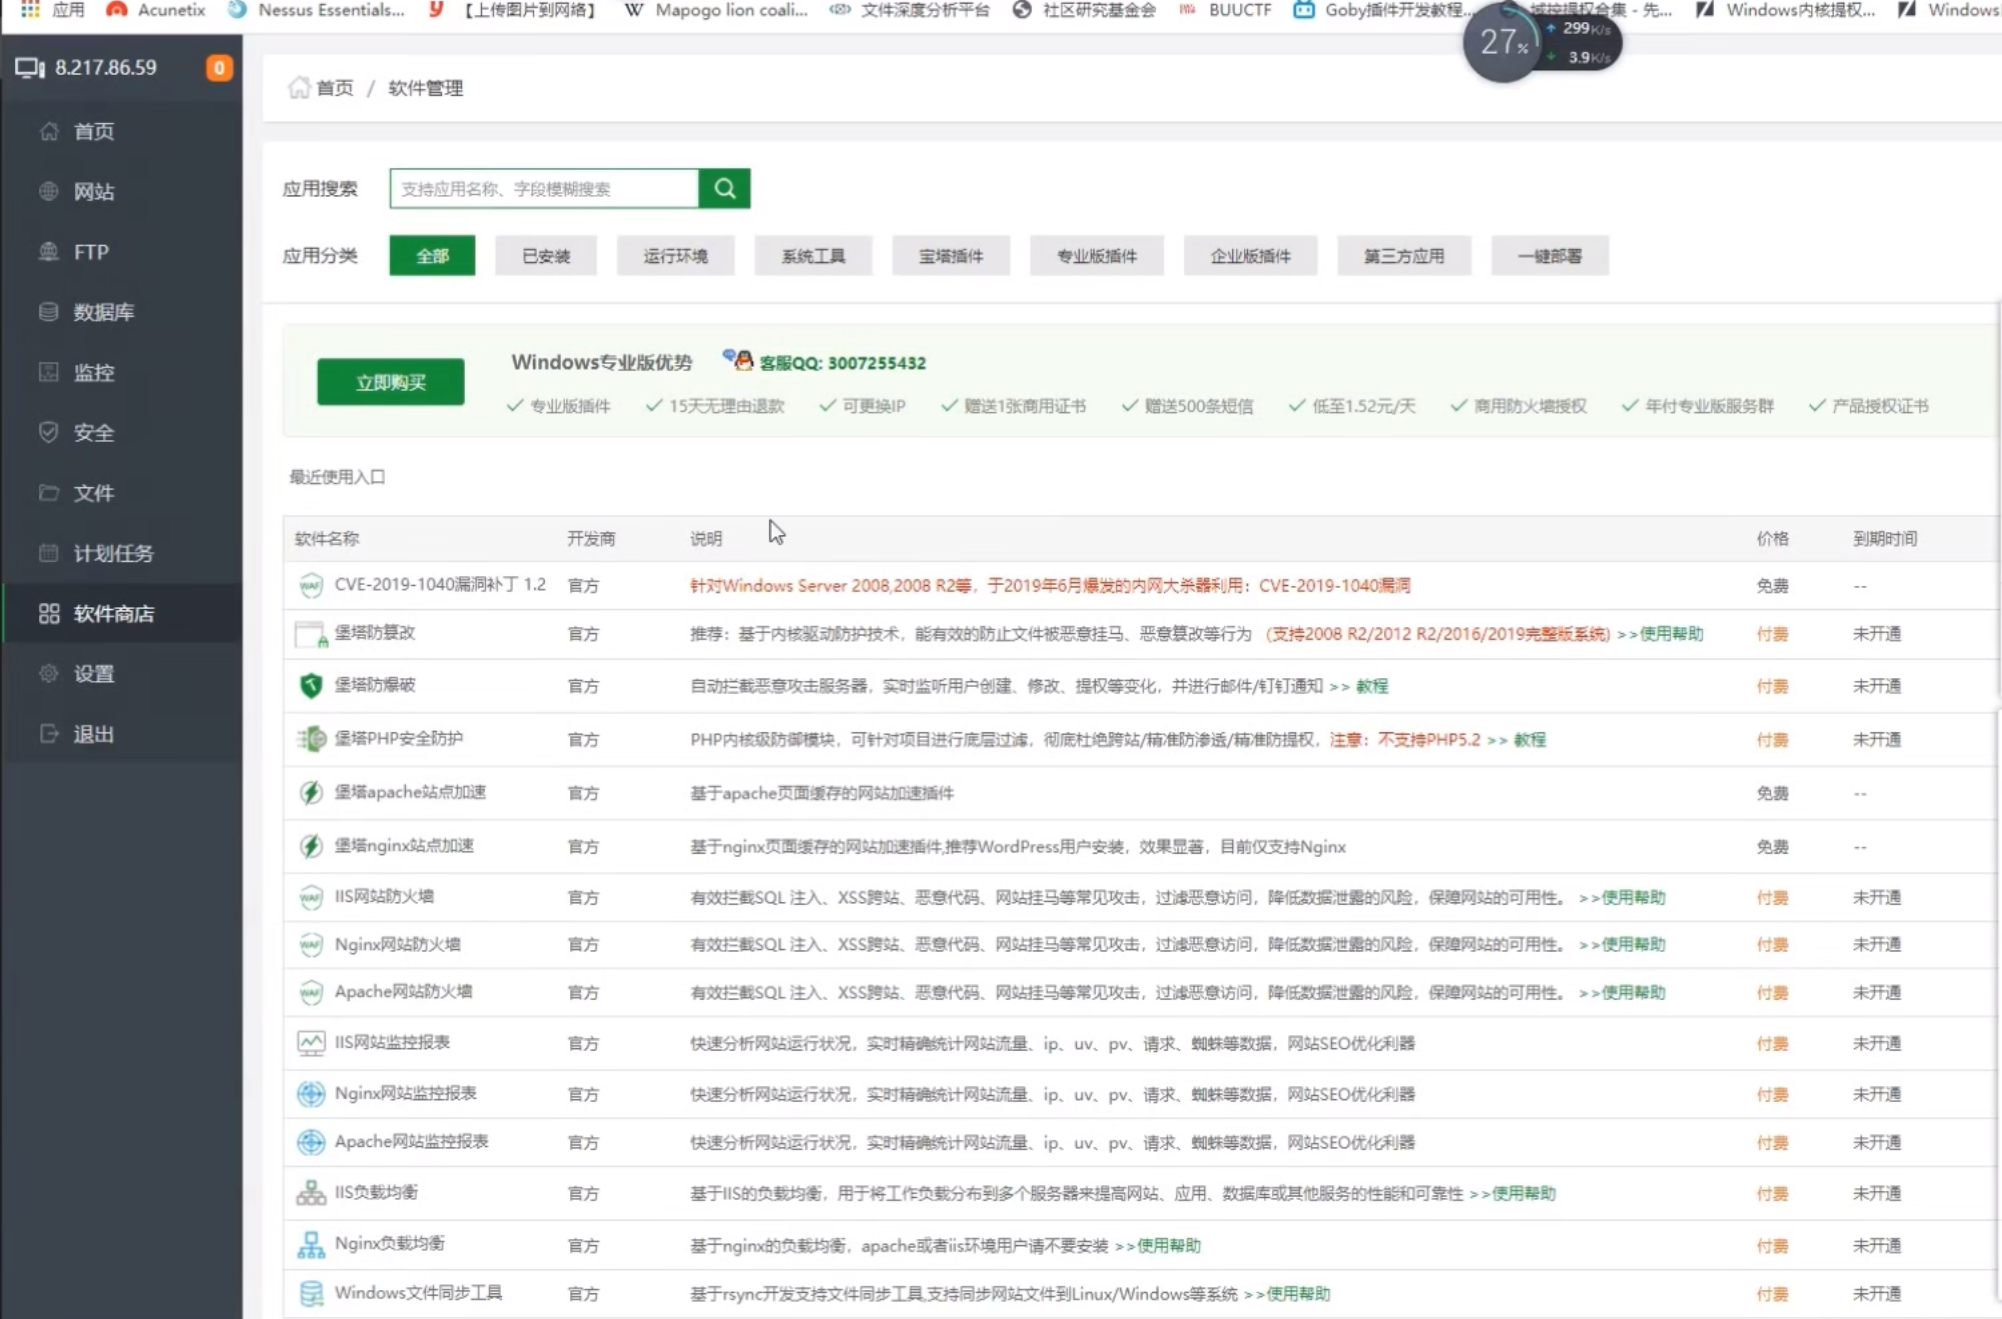 应用 Acunetix Nessus Essentials... 【上传图片到网络】 W Mapogo lion coali... 文件深度分析平台 社区研究基金会 BUUCTF Goby插件开发教程... 域控提权合集 - 先... Windows内核提权... Windows
27% 299K/s
3.9K/s
8.217.86.59 0
首页
网站
FTP
数据库
监控
安全
文件
计划任务
软件商店
设置
退出
首页 / 软件管理
应用搜索 支持应用名称、字段模糊搜索
应用分类 全部 已安装 运行环境 系统工具 宝塔插件 专业版插件 企业版插件 第三方应用 一键部署
立即购买 Windows专业版优势 客服QQ: 3007255432
专业版插件 15天无理由退款 可更换IP 赠送1张商用证书 赠送500条短信 低至1.52元/天 商用防火墙授权 年付专业版服务群 产品授权证书
最近使用入口
软件名称 开发商 说明 价格 到期时间
CVE-2019-1040漏洞补丁 1.2 官方 针对Windows Server 2008,2008 R2等，于2019年6月爆发的内网大杀器利用：CVE-2019-1040漏洞 免费 --
堡塔防篡改 官方 推荐：基于内核驱动防护技术，能有效的防止文件被恶意挂马、恶意篡改等行为 (支持2008 R2/2012 R2/2016/2019完整版系统) >>使用帮助 付费 未开通
堡塔防爆破 官方 自动拦截恶意攻击服务器，实时监听用户创建、修改、提权等变化，并进行邮件/钉钉通知 >> 教程 付费 未开通
堡塔PHP安全防护 官方 PHP内核级防御模块，可针对项目进行底层过滤，彻底杜绝跨站/精准防渗透/精准防提权，注意：不支持PHP5.2 >> 教程 付费 未开通
堡塔apache站点加速 官方 基于apache页面缓存的网站加速插件 免费 --
堡塔nginx站点加速 官方 基于nginx页面缓存的网站加速插件,推荐WordPress用户安装，效果显著，目前仅支持Nginx 免费 --
WAF IIS网站防火墙 官方 有效拦截SQL 注入、XSS跨站、恶意代码、网站挂马等常见攻击，过滤恶意访问，降低数据泄露的风险，保障网站的可用性。 >>使用帮助 付费 未开通
WAF Nginx网站防火墙 官方 有效拦截SQL 注入、XSS跨站、恶意代码、网站挂马等常见攻击，过滤恶意访问，降低数据泄露的风险，保障网站的可用性。 >>使用帮助 付费 未开通
WAF Apache网站防火墙 官方 有效拦截SQL 注入、XSS跨站、恶意代码、网站挂马等常见攻击，过滤恶意访问，降低数据泄露的风险，保障网站的可用性。 >>使用帮助 付费 未开通
IIS网站监控报表 官方 快速分析网站运行状况，实时精确统计网站流量、ip、uv、pv、请求、蜘蛛等数据，网站SEO优化利器 付费 未开通
Nginx网站监控报表 官方 快速分析网站运行状况，实时精确统计网站流量、ip、uv、pv、请求、蜘蛛等数据，网站SEO优化利器 付费 未开通
Apache网站监控报表 官方 快速分析网站运行状况，实时精确统计网站流量、ip、uv、pv、请求、蜘蛛等数据，网站SEO优化利器 付费 未开通
IIS负载均衡 官方 基于IIS的负载均衡，用于将工作负载分布到多个服务器来提高网站、应用、数据库或其他服务的性能和可靠性 >>使用帮助 付费 未开通
Nginx负载均衡 官方 基于nginx的负载均衡，apache或者iis环境用户请不要安装 >>使用帮助 付费 未开通
Windows文件同步工具 官方 基于rsync开发支持文件同步工具,支持同步网站文件到Linux/Windows等系统 >>使用帮助 付费 未开通